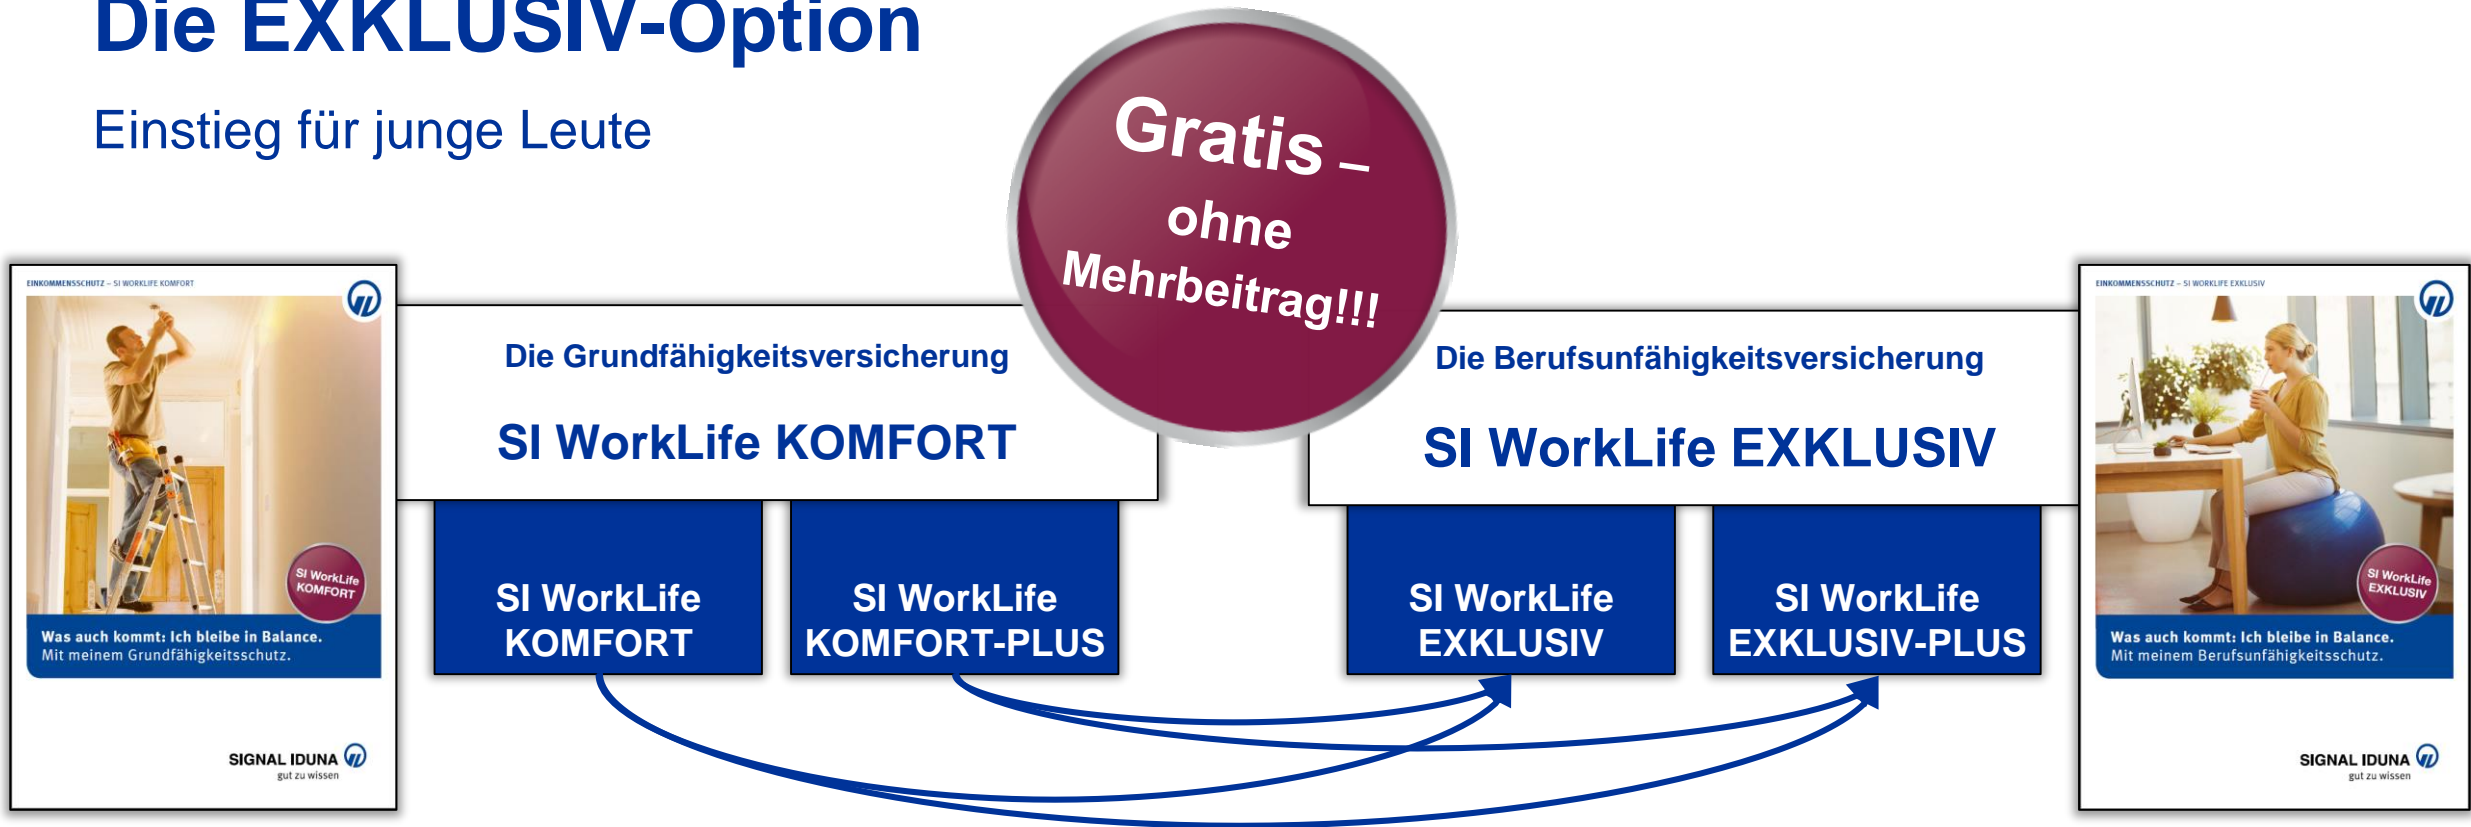 Die EXKLUSIV-Option
Einstieg für junge Leute
Gratis –
ohne
Mehrbeitrag!!!
EINKOMMENSSCHUTZ – SI WORKLIFE KOMFORT
SI WorkLife
KOMFORT
Was auch kommt: Ich bleibe in Balance.
Mit meinem Grundfähigkeitsschutz.
SIGNAL IDUNA
gut zu wissen
Die Grundfähigkeitsversicherung
SI WorkLife KOMFORT
SI WorkLife
KOMFORT
SI WorkLife
KOMFORT-PLUS
Die Berufsunfähigkeitsversicherung
SI WorkLife EXKLUSIV
SI WorkLife
EXKLUSIV
SI WorkLife
EXKLUSIV-PLUS
EINKOMMENSSCHUTZ – SI WORKLIFE EXKLUSIV
SI WorkLife
EXKLUSIV
Was auch kommt: Ich bleibe in Balance.
Mit meinem Berufsunfähigkeitsschutz.
SIGNAL IDUNA
gut zu wissen